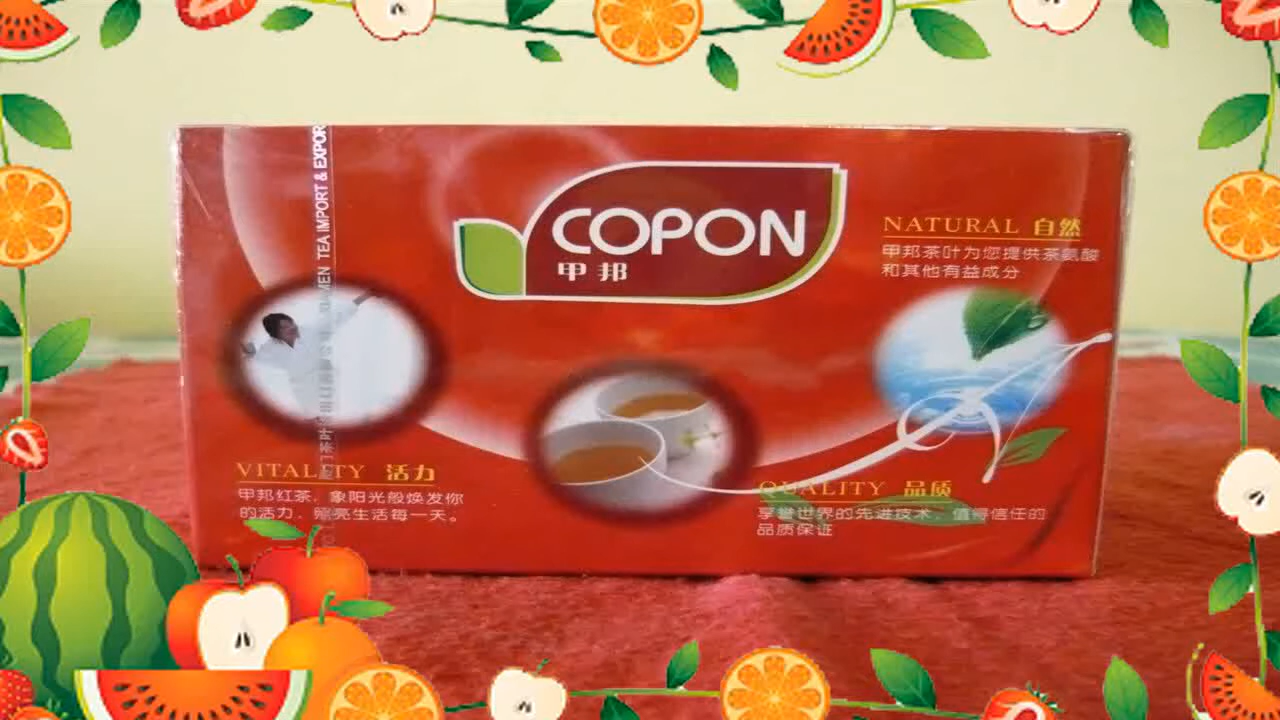 COPON
甲邦
NATURAL 自然
甲邦茶叶为您提供茶氨酸
和其他有益成分
VITALITY 活力
甲邦红茶，象阳光般焕发你
的活力，照亮生活每一天。
QUALITY 品质
享誉世界的先进技术，值得信任的
品质保证
TEA IMPORT & EXPOR